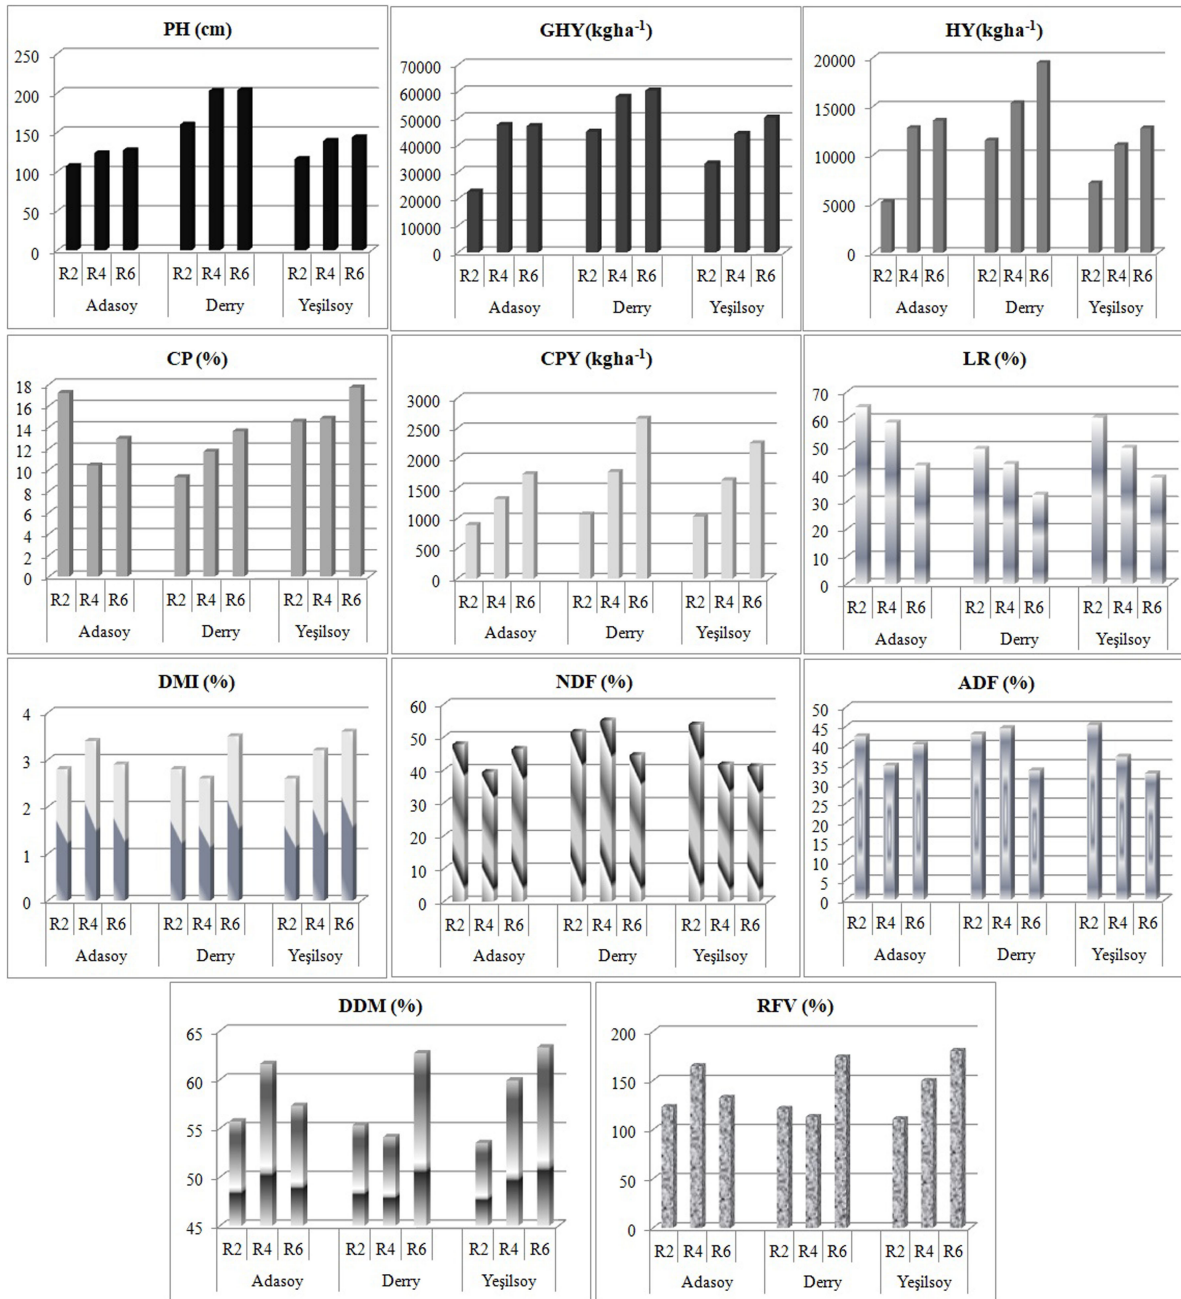 PH (cm)
250
200
150
100
50
0
R2 R4 R6 R2 R4 R6 R2 R4 R6
Adasoy Derry Yeşilsoy
GHY(kgha-1)
70000
60000
50000
40000
30000
20000
10000
0
R2 R4 R6 R2 R4 R6 R2 R4 R6
Adasoy Derry Yeşilsoy
HY(kgha-1)
20000
15000
10000
5000
0
R2 R4 R6 R2 R4 R6 R2 R4 R6
Adasoy Derry Yeşilsoy
CP (%)
18
16
14
12
10
8
6
4
2
0
R2 R4 R6 R2 R4 R6 R2 R4 R6
Adasoy Derry Yeşilsoy
CPY (kgha-1)
3000
2500
2000
1500
1000
500
0
R2 R4 R6 R2 R4 R6 R2 R4 R6
Adasoy Derry Yeşilsoy
LR (%)
70
60
50
40
30
20
10
0
R2 R4 R6 R2 R4 R6 R2 R4 R6
Adasoy Derry Yeşilsoy
DMI (%)
4
3
2
1
0
R2 R4 R6 R2 R4 R6 R2 R4 R6
Adasoy Derry Yeşilsoy
NDF (%)
60
50
40
30
20
10
0
R2 R4 R6 R2 R4 R6 R2 R4 R6
Adasoy Derry Yeşilsoy
ADF (%)
50
45
40
35
30
25
20
15
10
5
0
R2 R4 R6 R2 R4 R6 R2 R4 R6
Adasoy Derry Yeşilsoy
DDM (%)
65
60
55
50
45
R2 R4 R6 R2 R4 R6 R2 R4 R6
Adasoy Derry Yeşilsoy
RFV (%)
200
150
100
50
0
R2 R4 R6 R2 R4 R6 R2 R4 R6
Adasoy Derry Yeşilsoy